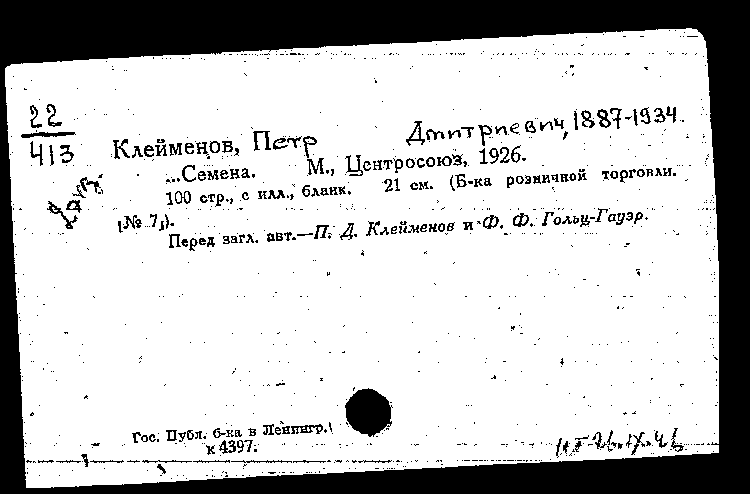 22
413
Клейменов, Петр Дмитриевич, 1887-1934.
...Семена. М., Центросоюз, 1926.
100 стр., с илл., бланк. 21 см. (Б-ка розничной торговли.
[№ 7]).
Перед загл. авт.—П. Д. Клейменов и Ф. Ф. Гольц-Гауэр.
Гос. Публ. б-ка в Ленингр.
к 4397.